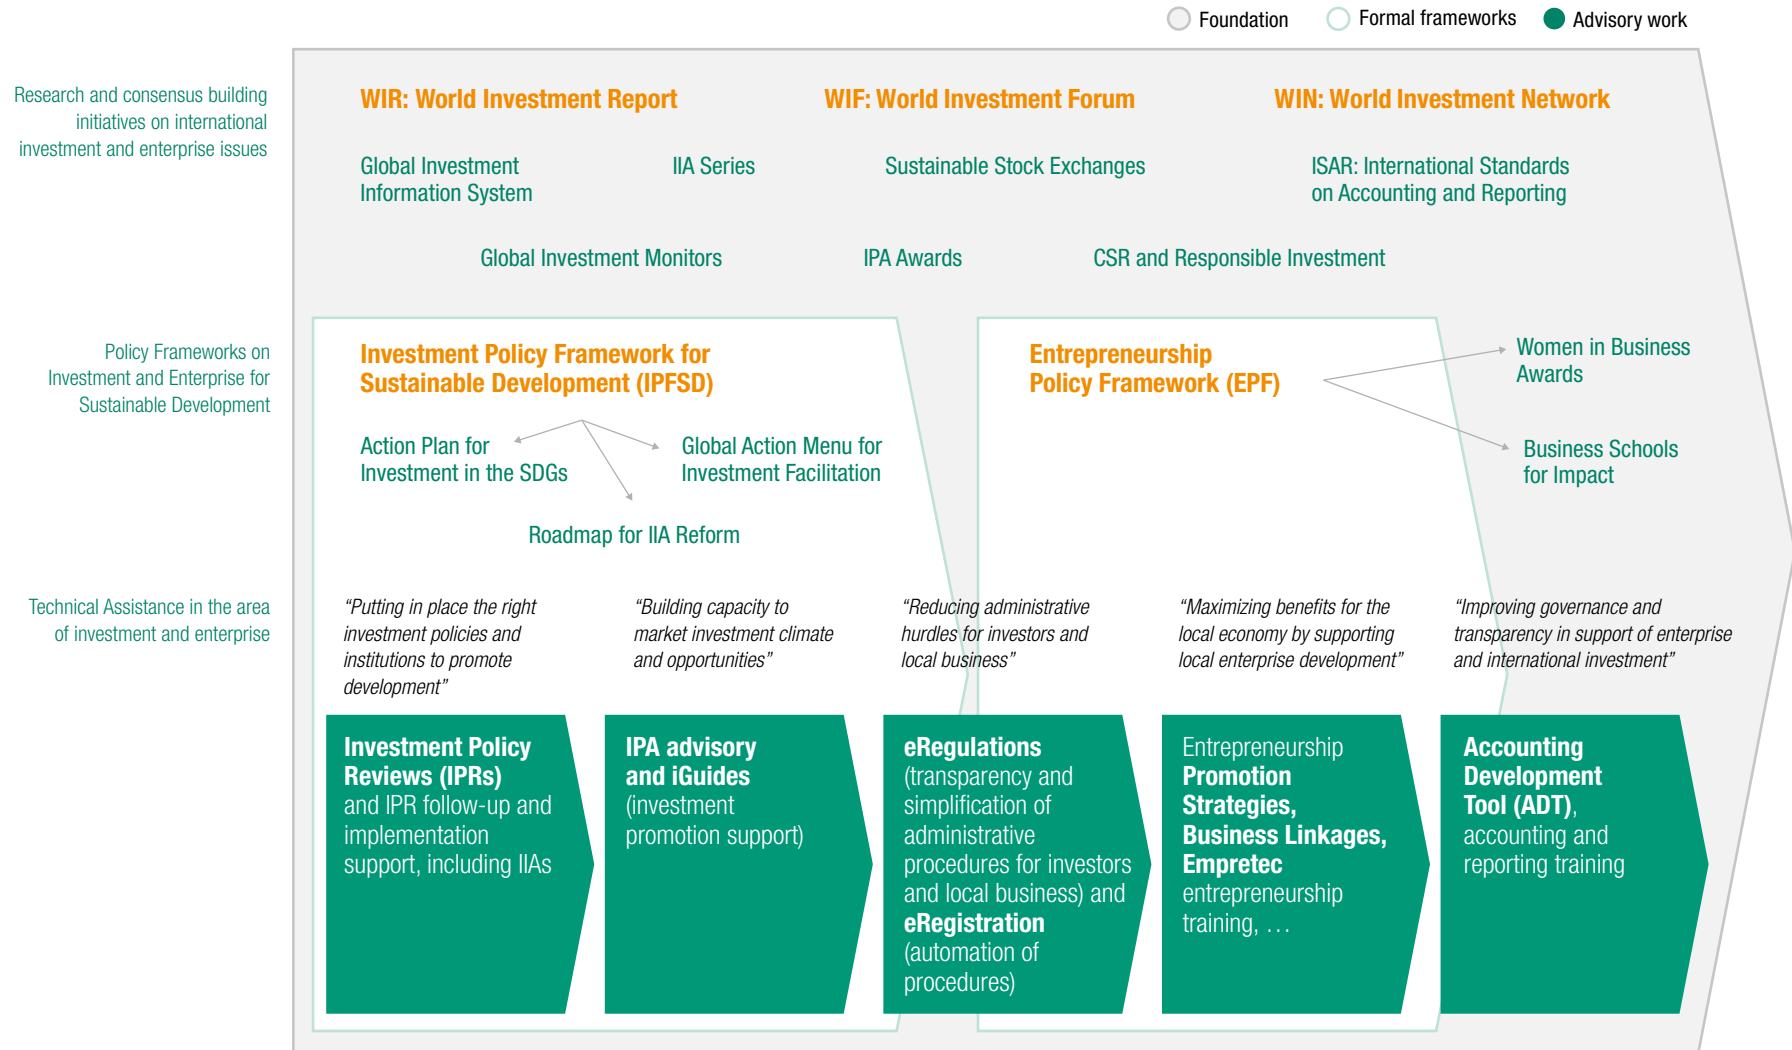 Foundation
Formal frameworks
Advisory work
Research and consensus building
initiatives on international
investment and enterprise issues
WIR: World Investment Report
WIF: World Investment Forum
WIN: World Investment Network
Global Investment
Information System
IIA Series
Sustainable Stock Exchanges
ISAR: International Standards
on Accounting and Reporting
Global Investment Monitors
IPA Awards
CSR and Responsible Investment
Policy Frameworks on
Investment and Enterprise for
Sustainable Development
Investment Policy Framework for
Sustainable Development (IPFSD)
Action Plan for
Investment in the SDGs
Global Action Menu for
Investment Facilitation
Roadmap for IIA Reform
Entrepreneurship
Policy Framework (EPF)
Women in Business
Awards
Business Schools
for Impact
Technical Assistance in the area
of investment and enterprise
“Putting in place the right
investment policies and
institutions to promote
development”
“Building capacity to
market investment climate
and opportunities”
“Reducing administrative
hurdles for investors and
local business”
“Maximizing benefits for the
local economy by supporting
local enterprise development”
“Improving governance and
transparency in support of enterprise
and international investment”
Investment Policy
Reviews (IPRs)
and IPR follow-up and
implementation
support, including IIAs
IPA advisory
and iGuides
(investment
promotion support)
eRegulations
(transparency and
simplification of
administrative
procedures for investors
and local business) and
eRegistration
(automation of
procedures)
Entrepreneurship
Promotion
Strategies,
Business Linkages,
Empretec
entrepreneurship
training, …
Accounting
Development
Tool (ADT),
accounting and
reporting training